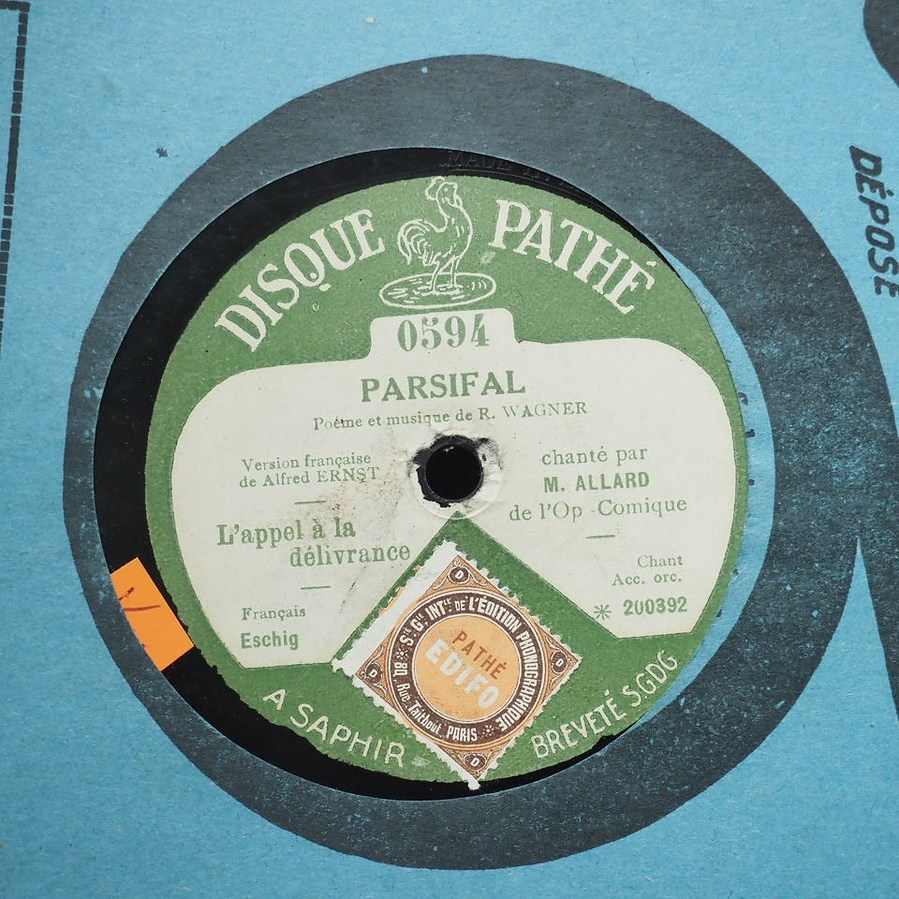 DÉPOSÉ
MADE IN
DISQUE PATHÉ
0594
PARSIFAL
Poème et musique de R. WAGNER
Version française
de Alfred ERNST
L'appel à la
délivrance
Français
Eschig
chanté par
M. ALLARD
de l'Op-Comique
Chant
Acc. orc.
* 200392
Sté Gle INTle DE L'ÉDITION PHONOGRAPHIQUE
80, Rue Taitbout, PARIS
PATHÉ
EDIFO
D
D
D
D
A SAPHIR
BREVETÉ S.G.D.G